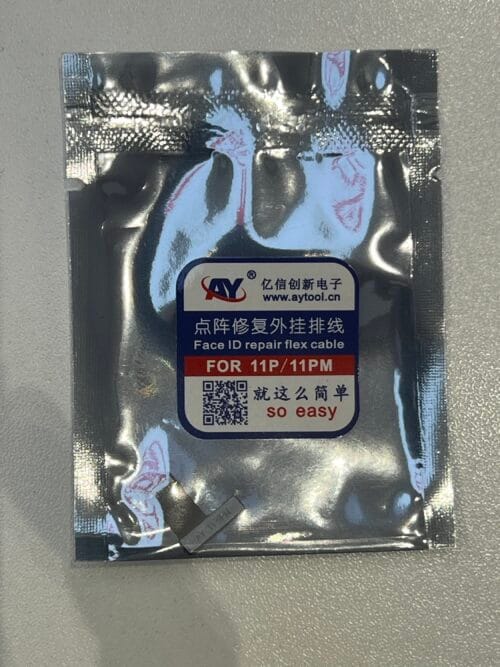 AY®
亿信创新电子
www.aytool.cn
点阵修复外挂排线
Face ID repair flex cable
FOR 11P/11PM
就这么简单
so easy